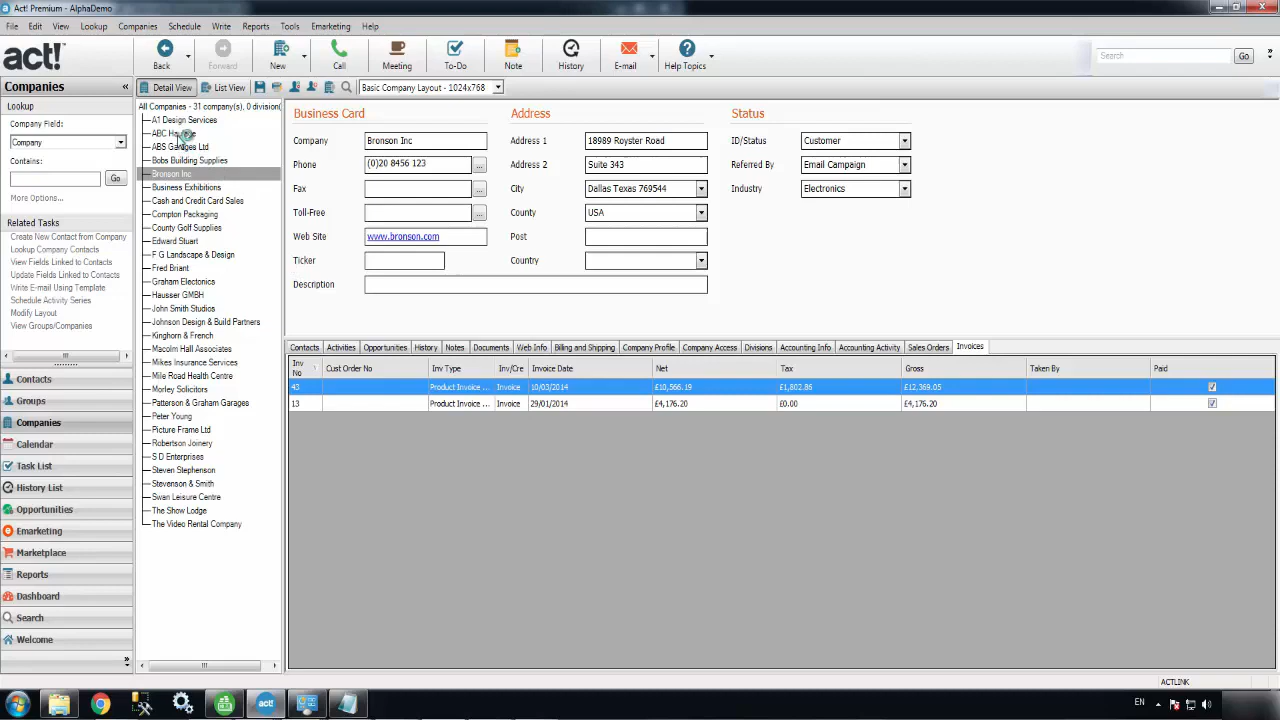 Act! Premium - AlphaDemo
File Edit View Lookup Contacts Companies Schedule Write Reports Tools Emarketing Help
act!
Back Forward New Call Meeting To-Do Note History E-mail Help Topics Search Go
Companies «
Detail View List View Basic Company Layout - 1024x768
Lookup
Company Field:
Company
Contains:
Go
More Options...
Related Tasks
Create New Contact from Company
Lookup Company Contacts
View Fields Linked to Contacts
Update Fields Linked to Contacts
Write E-mail Using Template
Schedule Activity Series
Modify Layout
View Groups/Companies
Contacts
Groups
Companies
Calendar
Task List
History List
Opportunities
Emarketing
Marketplace
Reports
Dashboard
Search
Welcome
»
All Companies - 31 company(s), 0 division(
A1 Design Services
ABC
ABS Garages Ltd
Bobs Building Supplies
Bronson Inc
Business Exhibitions
Cash and Credit Card Sales
Compton Packaging
County Golf Supplies
Edward Stuart
F G Landscape & Design
Fred Briant
Graham Electonics
Hausser GMBH
John Smith Studios
Johnson Design & Build Partners
Kinghorn & French
Macolm Hall Associates
Mikes Insurance Services
Mile Road Health Centre
Morley Solicitors
Patterson & Graham Garages
Peter Young
Picture Frame Ltd
Robertson Joinery
S D Enterprises
Steven Stephenson
Stevenson & Smith
Swan Leisure Centre
The Show Lodge
The Video Rental Company
Business Card Address Status
Company Bronson Inc Address 1 18989 Royster Road ID/Status Customer
Phone (0)20 8456 123 ... Address 2 Suite 343 Referred By Email Campaign
Fax ... City Dallas Texas 769544 Industry Electronics
Toll-Free ... County USA
Web Site www.bronson.com Post
Ticker Country
Description
Contacts Activities Opportunities History Notes Documents Web Info Billing and Shipping Company Profile Company Access Divisions Accounting Info Accounting Activity Sales Orders Invoices
Inv No Cust Order No Inv Type Inv/Cre Invoice Date Net Tax Gross Taken By Paid
43 Product Invoice ... Invoice 10/03/2014 £10,566.19 £1,802.86 £12,369.05
13 Product Invoice ... Invoice 29/01/2014 £4,176.20 £0.00 £4,176.20
ACTLINK
act! EN